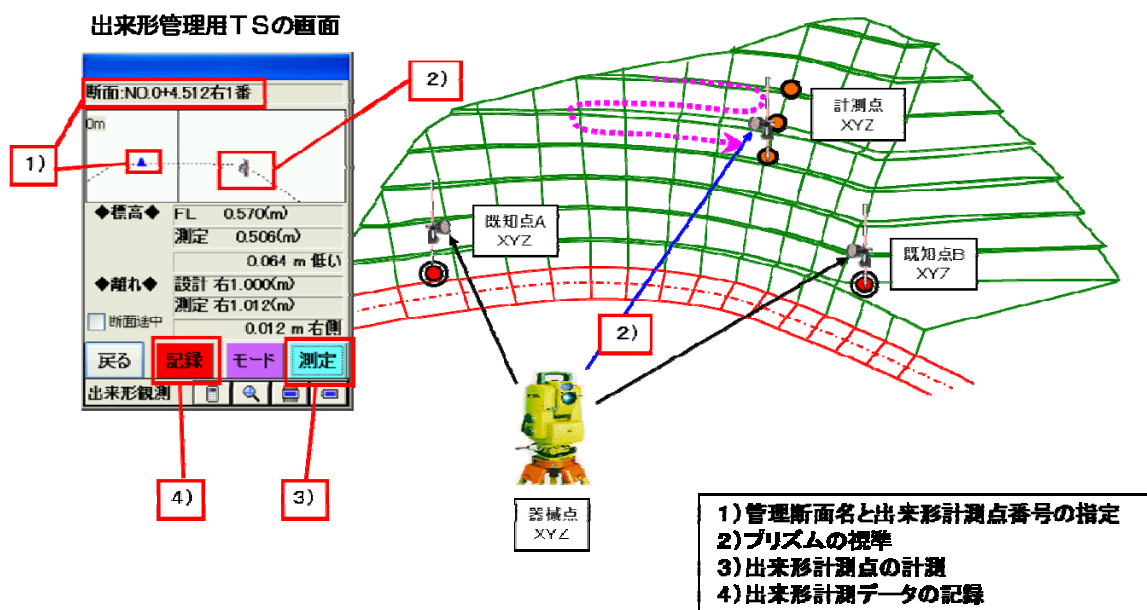 出来形管理用TSの画面
断面:NO.0+4.512右1番
0m
1)
2)
◆標高◆ FL 0.570(m)
測定 0.506(m)
0.064 m 低い
◆離れ◆ 設計 右1.000(m)
測定 右1.012(m)
断面途中
0.012 m 右側
戻る 記録 モード 測定
出来形観測
4)
3)
計測点
XYZ
既知点A
XYZ
既知点B
XYZ
2)
器械点
XYZ
1)管理断面名と出来形計測点番号の指定
2)プリズムの視準
3)出来形計測点の計測
4)出来形計測データの記録